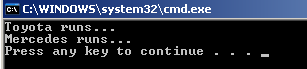 C:\WINDOWS\system32\cmd.exe
Toyota runs...
Mercedes runs...
Press any key to continue . . . _